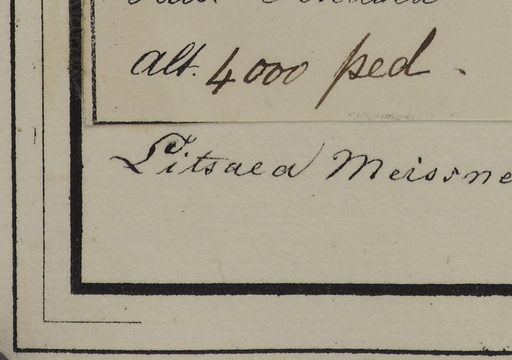 alt. 4000 ped.
Litsaea Meissne